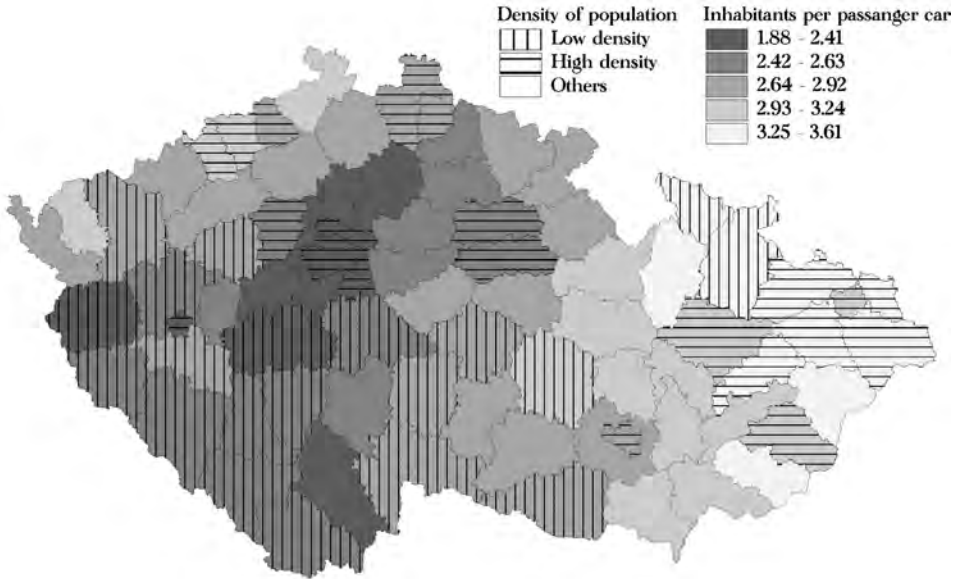 Density of population
Low density
High density
Others
Inhabitants per passanger car
1.88 - 2.41
2.42 - 2.63
2.64 - 2.92
2.93 - 3.24
3.25 - 3.61